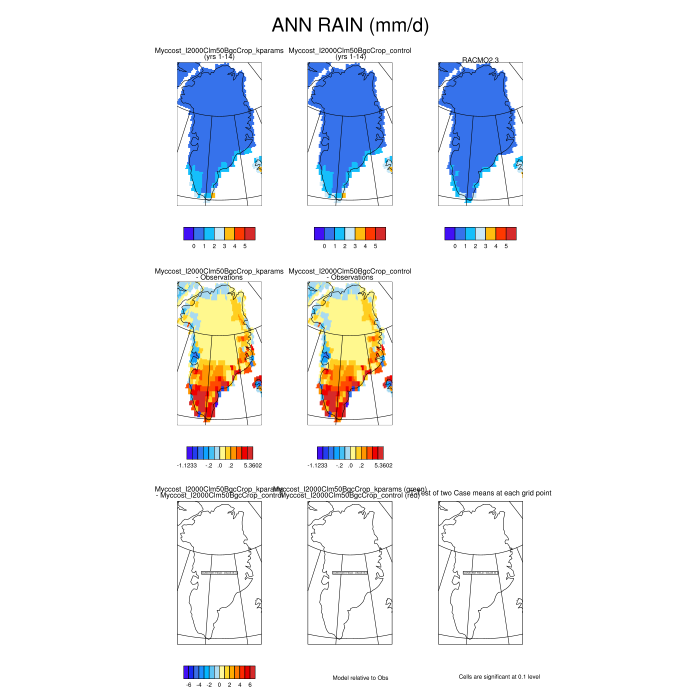 ANN RAIN (mm/d)
Myccost_I2000Clm50BgcCrop_kparams
(yrs 1-14)
Myccost_I2000Clm50BgcCrop_control
(yrs 1-14)
RACMO2.3
0 1 2 3 4 5
0 1 2 3 4 5
0 1 2 3 4 5
Myccost_I2000Clm50BgcCrop_kparams
- Observations
Myccost_I2000Clm50BgcCrop_control
- Observations
-1.1233 -.2 .0 .2 5.3602
-1.1233 -.2 .0 .2 5.3602
Myccost_I2000Clm50BgcCrop_kparams
- Myccost_I2000Clm50BgcCrop_control
Myccost_I2000Clm50BgcCrop_kparams (green)
Myccost_I2000Clm50BgcCrop_control (red)
of two Case means at each grid point
-6 -4 -2 0 2 4 6
Model relative to Obs
Cells are significant at 0.1 level